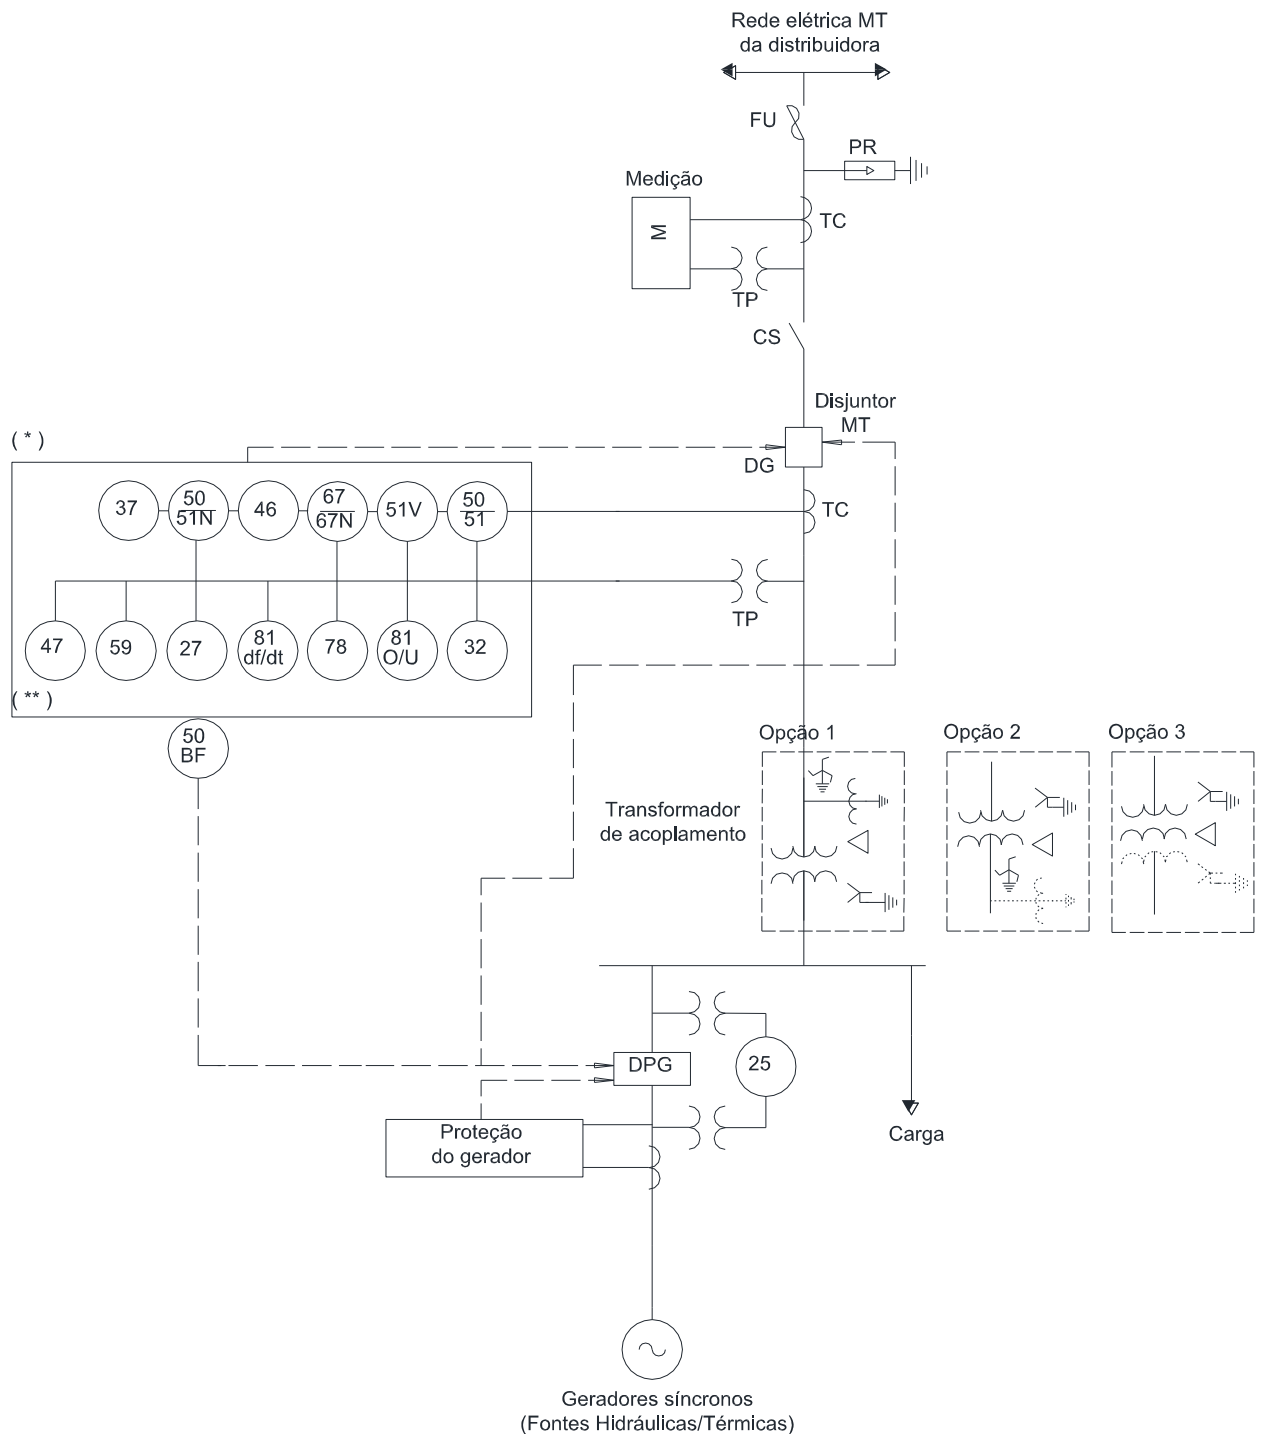 Rede elétrica MT
da distribuidora
FU
PR
Medição
M
TC
TP
CS
Disjuntor
MT
DG
( * )
37
50
51N
46
67
67N
51V
50
51
TC
TP
47
59
27
81
df/dt
78
81
O/U
32
( ** )
50
BF
Opção 1
Opção 2
Opção 3
Transformador
de acoplamento
DPG
25
Proteção
do gerador
Carga
Geradores síncronos
(Fontes Hidráulicas/Térmicas)